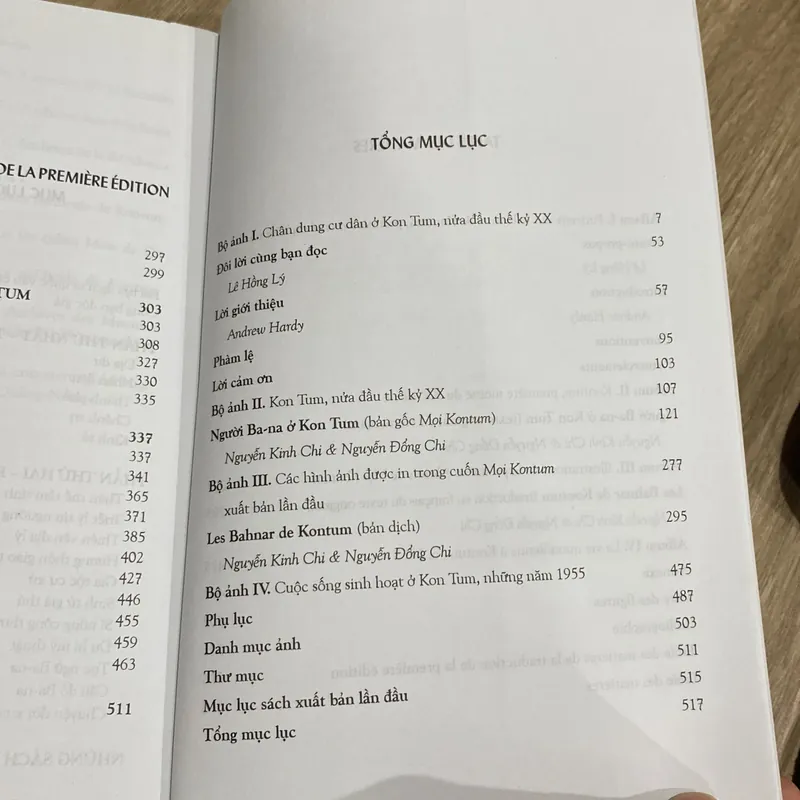 DE LA PREMIÈRE ÉDITION
297
299
TUM
303
303
308
327
330
335
337
337
341
365
371
385
402
427
446
455
459
463
511
TỔNG MỤC LỤC
Bộ ảnh I. Chân dung cư dân ở Kon Tum, nửa đầu thế kỷ XX 7
Đôi lời cùng bạn đọc 53
Lê Hồng Lý
Lời giới thiệu 57
Andrew Hardy
Phàm lệ 95
Lời cảm ơn 103
Bộ ảnh II. Kon Tum, nửa đầu thế kỷ XX 107
Người Ba-na ở Kon Tum (bản gốc Mọi Kontum) 121
Nguyễn Kinh Chi & Nguyễn Đổng Chi
Bộ ảnh III. Các hình ảnh được in trong cuốn Mọi Kontum 277
xuất bản lần đầu
Les Bahnar de Kontum (bản dịch) 295
Nguyễn Kinh Chi & Nguyễn Đổng Chi
Bộ ảnh IV. Cuộc sống sinh hoạt ở Kon Tum, những năm 1955 475
Phụ lục 487
Danh mục ảnh 503
Thư mục 511
Mục lục sách xuất bản lần đầu 515
Tổng mục lục 517